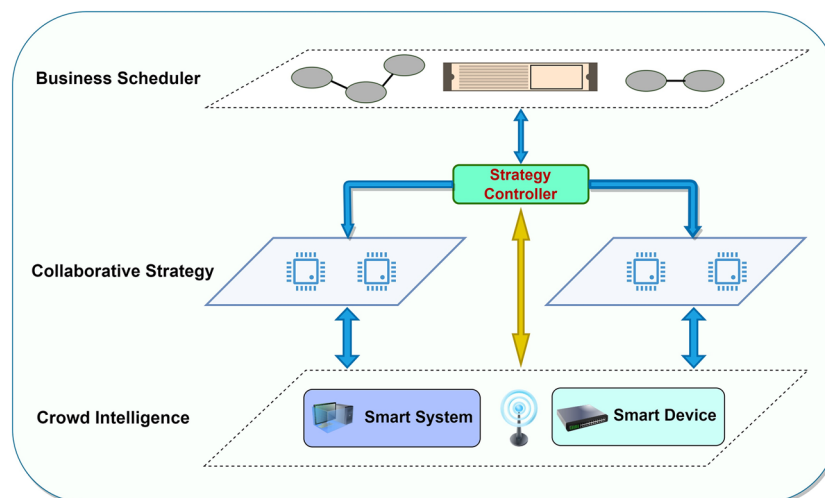 Business Scheduler
Strategy
Controller
Collaborative Strategy
Crowd Intelligence
Smart System
Smart Device